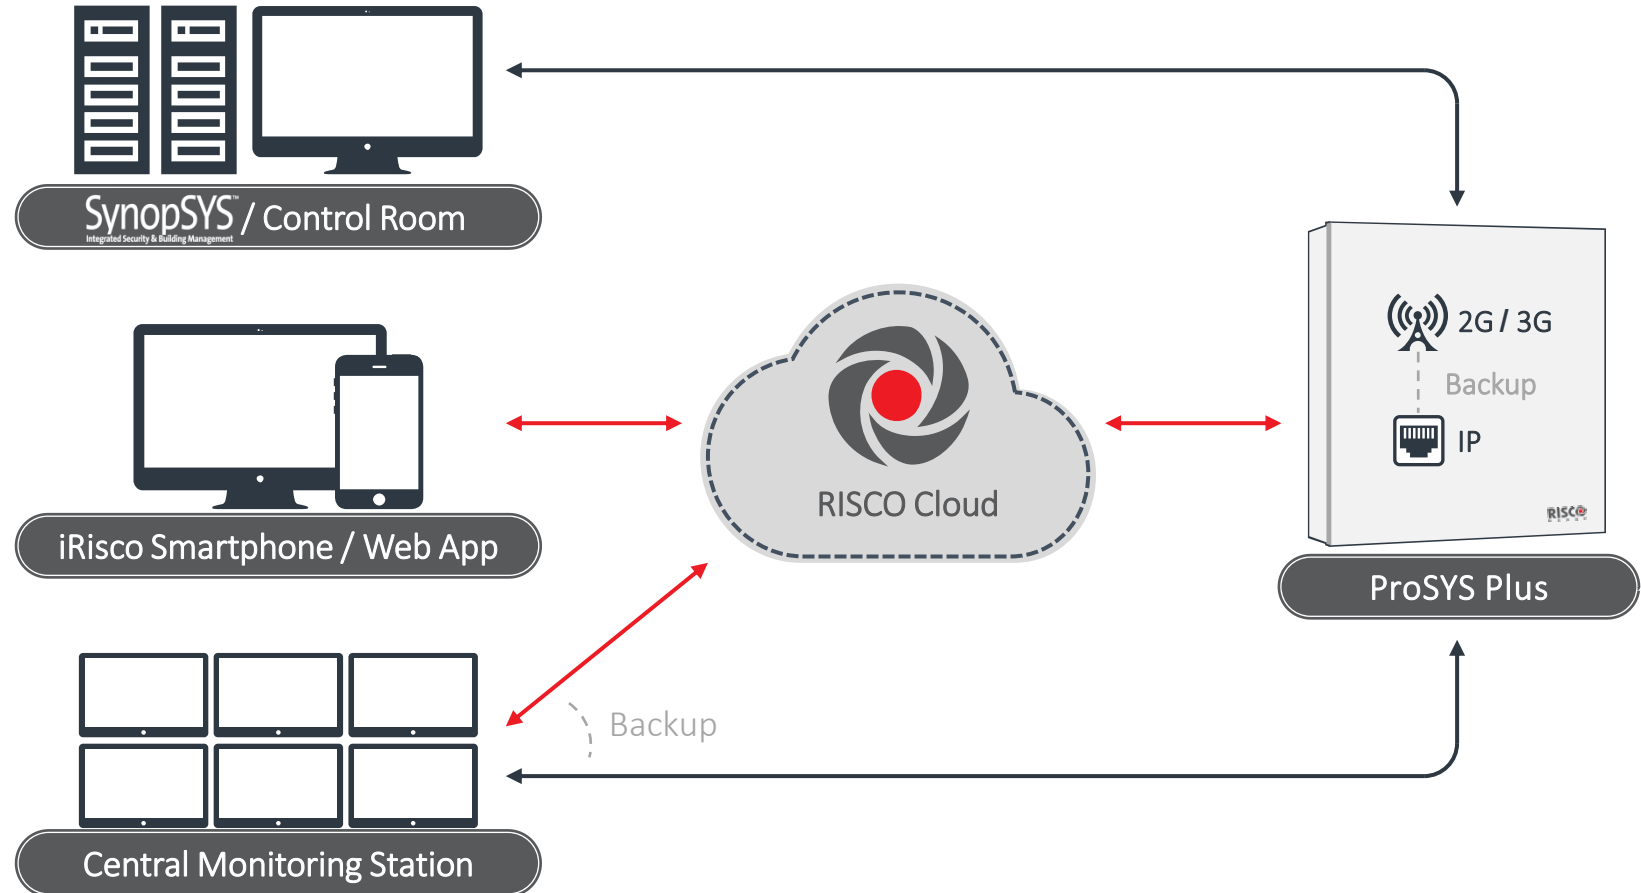 SynopSYS™ / Control Room
Integrated Security & Building Management
2G / 3G
Backup
IP
RISCO
iRisco Smartphone / Web App
RISCO Cloud
ProSYS Plus
Backup
Central Monitoring Station